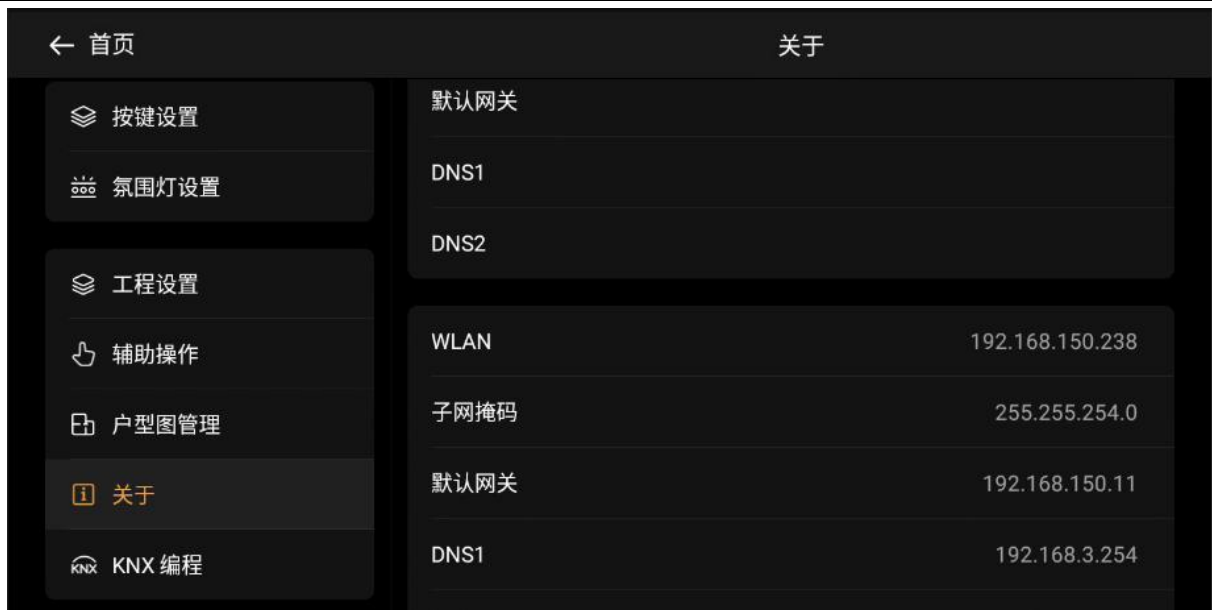 首页
关于
按键设置
氛围灯设置
工程设置
辅助操作
户型图管理
关于
KNX KNX 编程
默认网关
DNS1
DNS2
WLAN 192.168.150.238
子网掩码 255.255.254.0
默认网关 192.168.150.11
DNS1 192.168.3.254